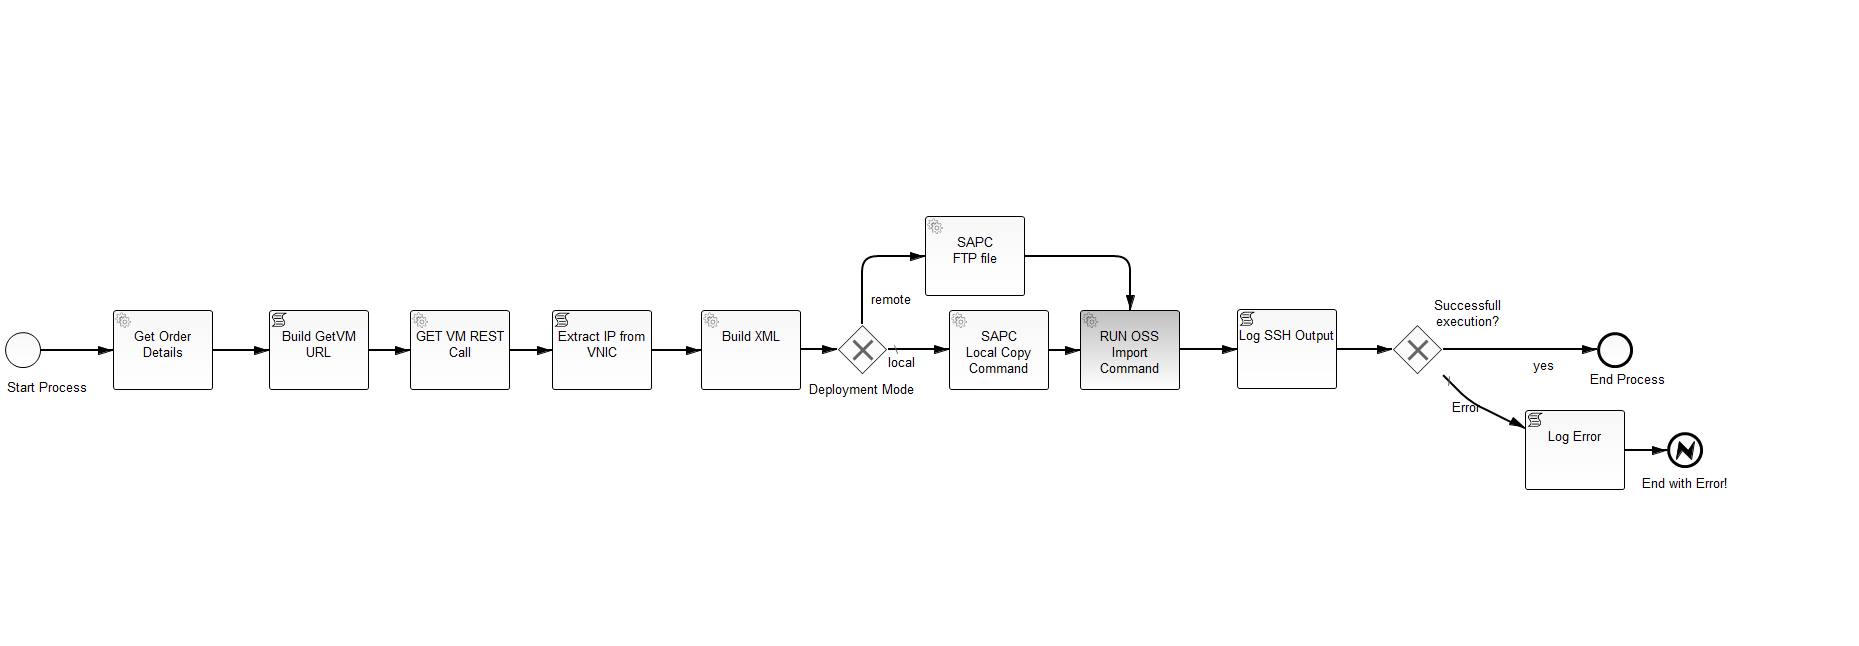 Start Process
Get Order
Details
Build GetVM
URL
GET VM REST
Call
Extract IP from
VNIC
Build XML
Deployment Mode
remote
local
SAPC
FTP file
SAPC
Local Copy
Command
RUN OSS
Import
Command
Log SSH Output
Successfull
execution?
yes
End Process
Error
Log Error
End with Error!